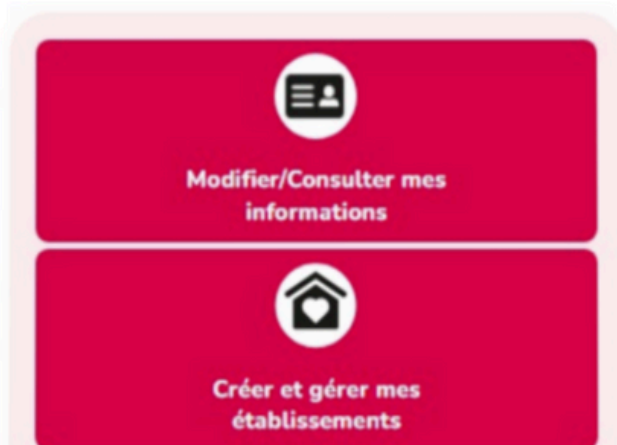 Modifier/Consulter mes
informations
Créer et gérer mes
établissements